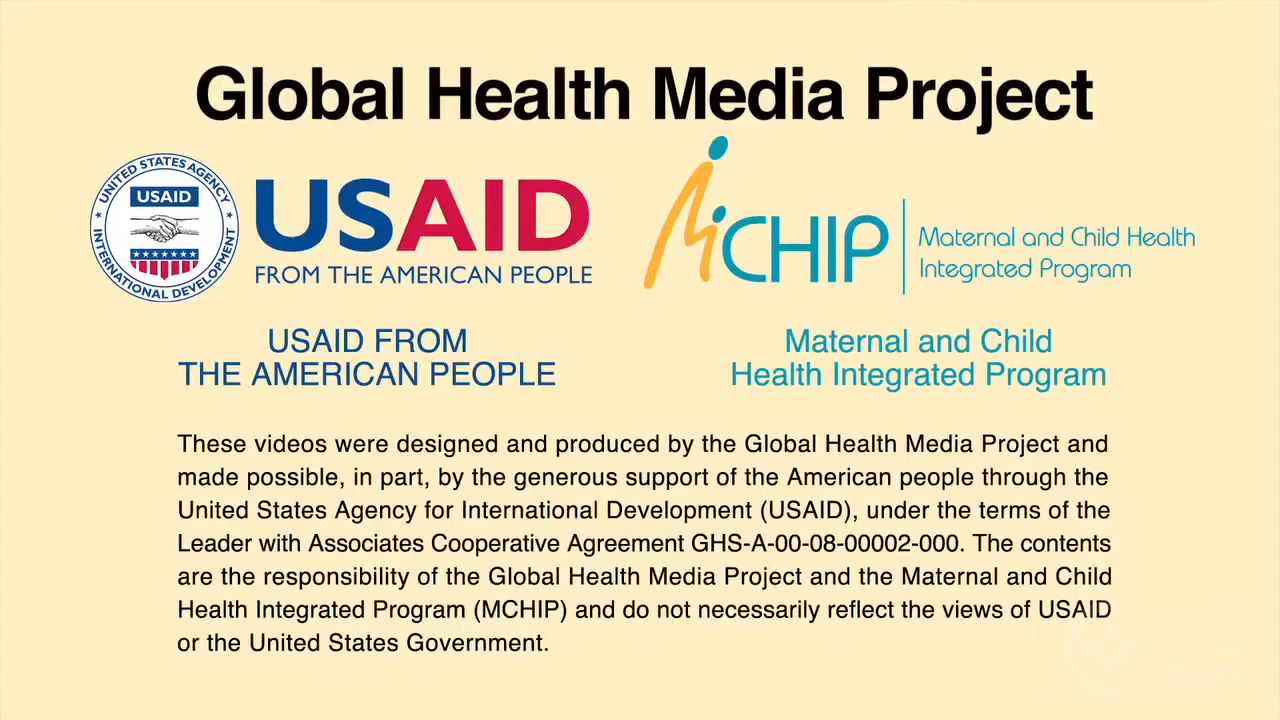 Global Health Media Project
UNITED STATES AGENCY
USAID
INTERNATIONAL DEVELOPMENT
USAID
FROM THE AMERICAN PEOPLE
MCHIP
Maternal and Child Health
Integrated Program
USAID FROM
THE AMERICAN PEOPLE
Maternal and Child
Health Integrated Program
These videos were designed and produced by the Global Health Media Project and
made possible, in part, by the generous support of the American people through the
United States Agency for International Development (USAID), under the terms of the
Leader with Associates Cooperative Agreement GHS-A-00-08-00002-000. The contents
are the responsibility of the Global Health Media Project and the Maternal and Child
Health Integrated Program (MCHIP) and do not necessarily reflect the views of USAID
or the United States Government.